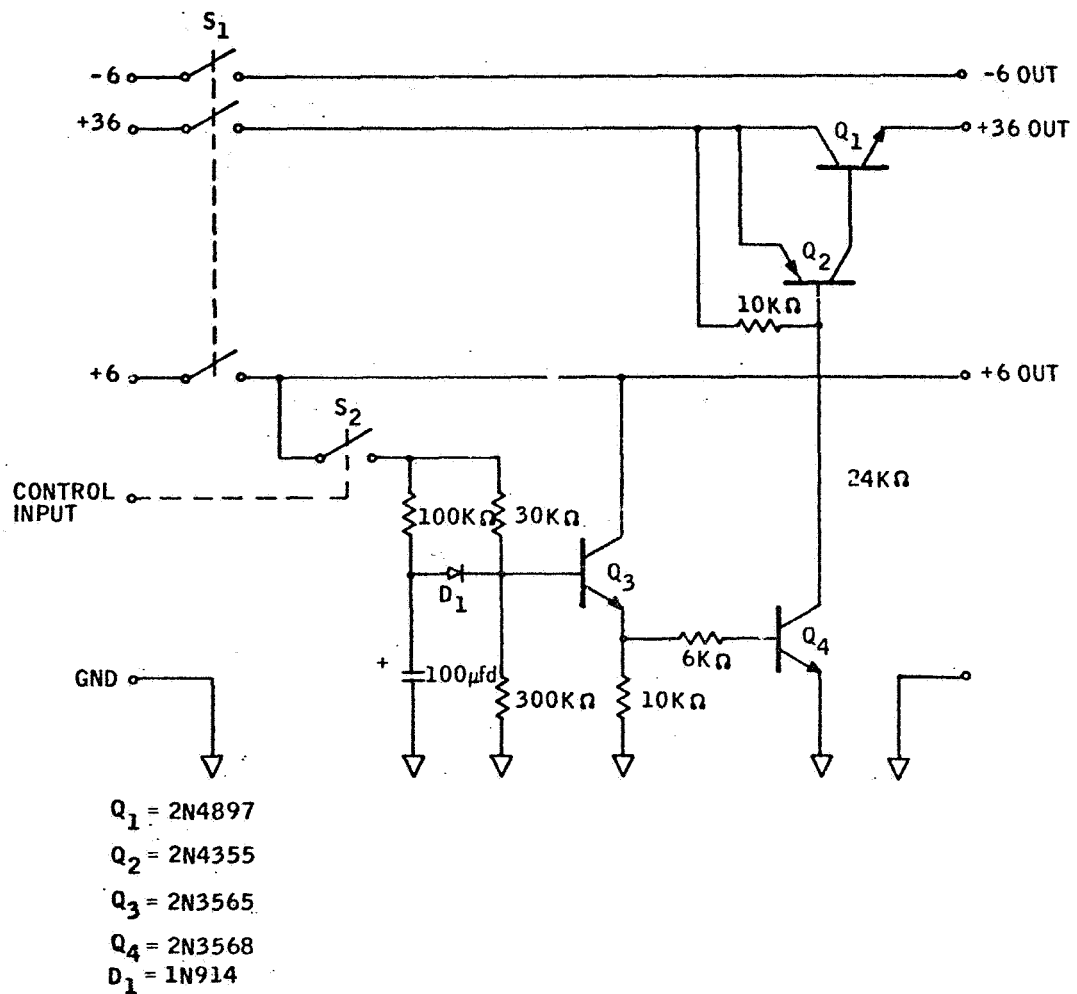 S1
-6
-6 OUT
+36
Q1
+36 OUT
Q2
10KΩ
+6
+6 OUT
S2
24KΩ
CONTROL
INPUT
100KΩ
30KΩ
D1
Q3
Q4
6KΩ
+
100µfd
GND
300KΩ
10KΩ
Q1 = 2N4897
Q2 = 2N4355
Q3 = 2N3565
Q4 = 2N3568
D1 = 1N914